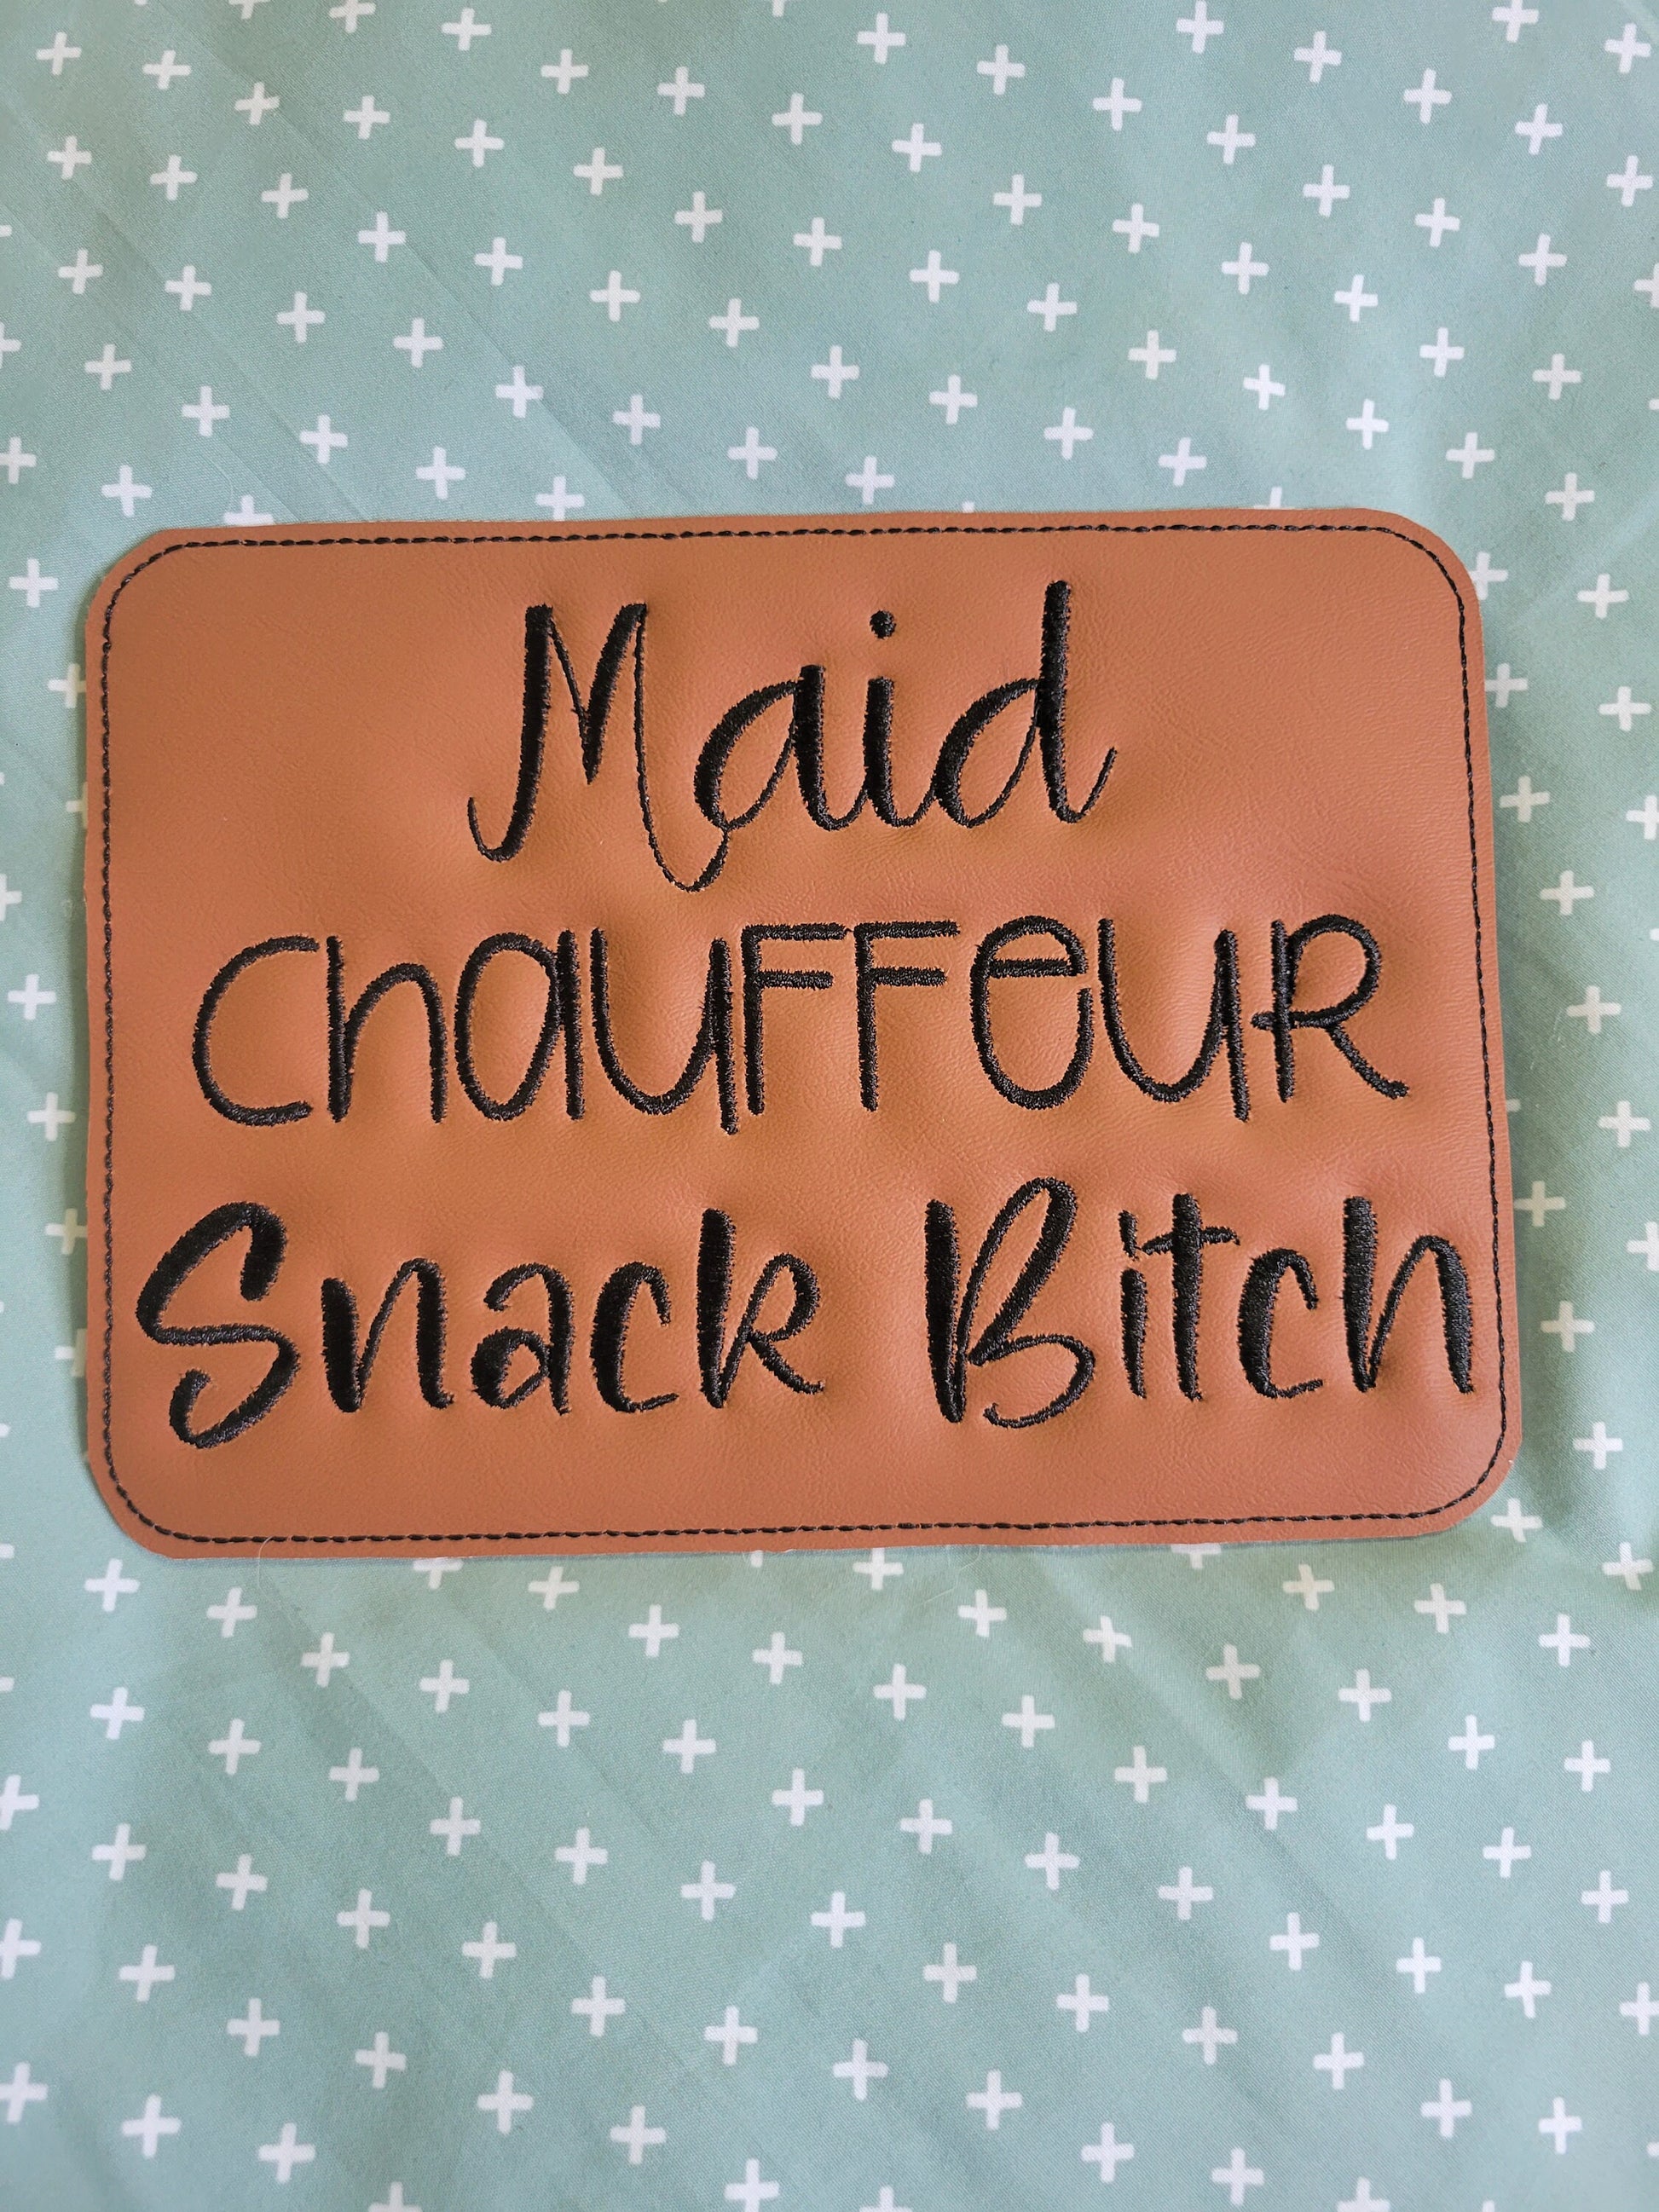 Maid
chauFFeuR
Snack Bitch